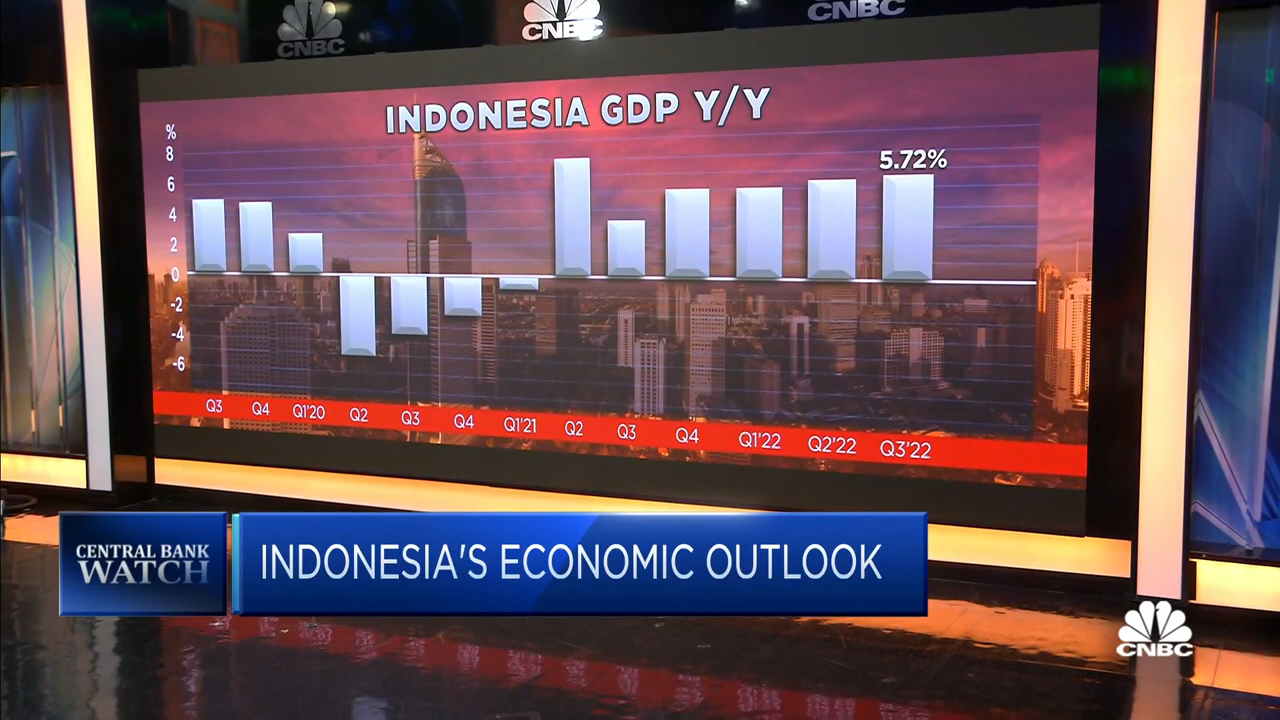 CNBC
CNBC
CNBC
INDONESIA GDP Y/Y
%
8
6
4
2
0
-2
-4
-6
5.72%
Q3 Q4 Q1'20 Q2 Q3 Q4 Q1'21 Q2 Q3 Q4 Q1'22 Q2'22 Q3'22
CENTRAL BANK
WATCH
INDONESIA'S ECONOMIC OUTLOOK
CNBC